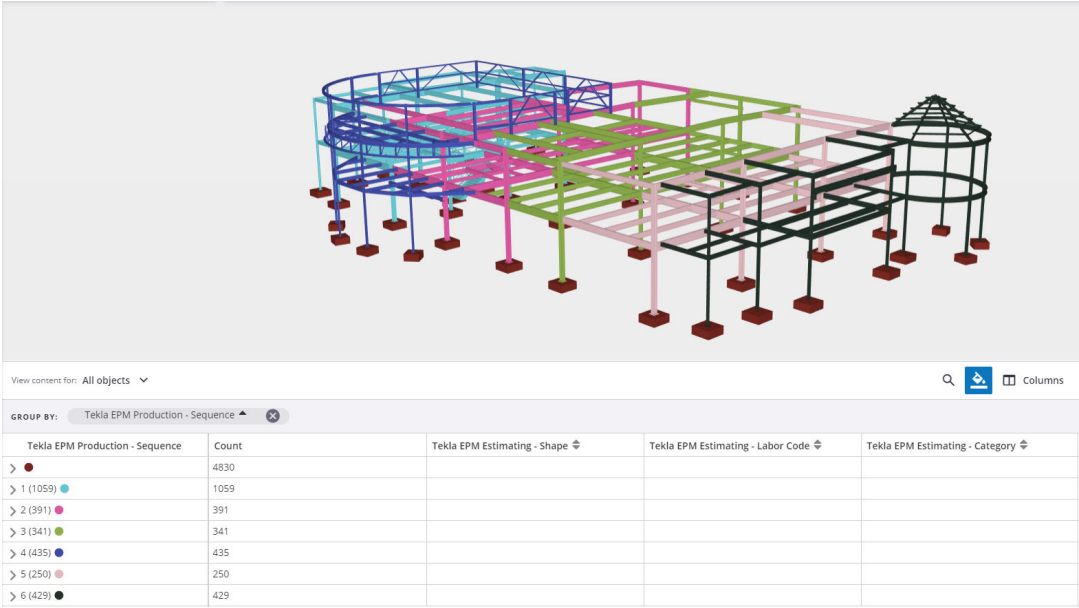 View content for: All objects
Columns
GROUP BY: Tekla EPM Production - Sequence
Tekla EPM Production - Sequence Count Tekla EPM Estimating - Shape Tekla EPM Estimating - Labor Code Tekla EPM Estimating - Category
4830
1 (1059) 1059
2 (391) 391
3 (341) 341
4 (435) 435
5 (250) 250
6 (429) 429